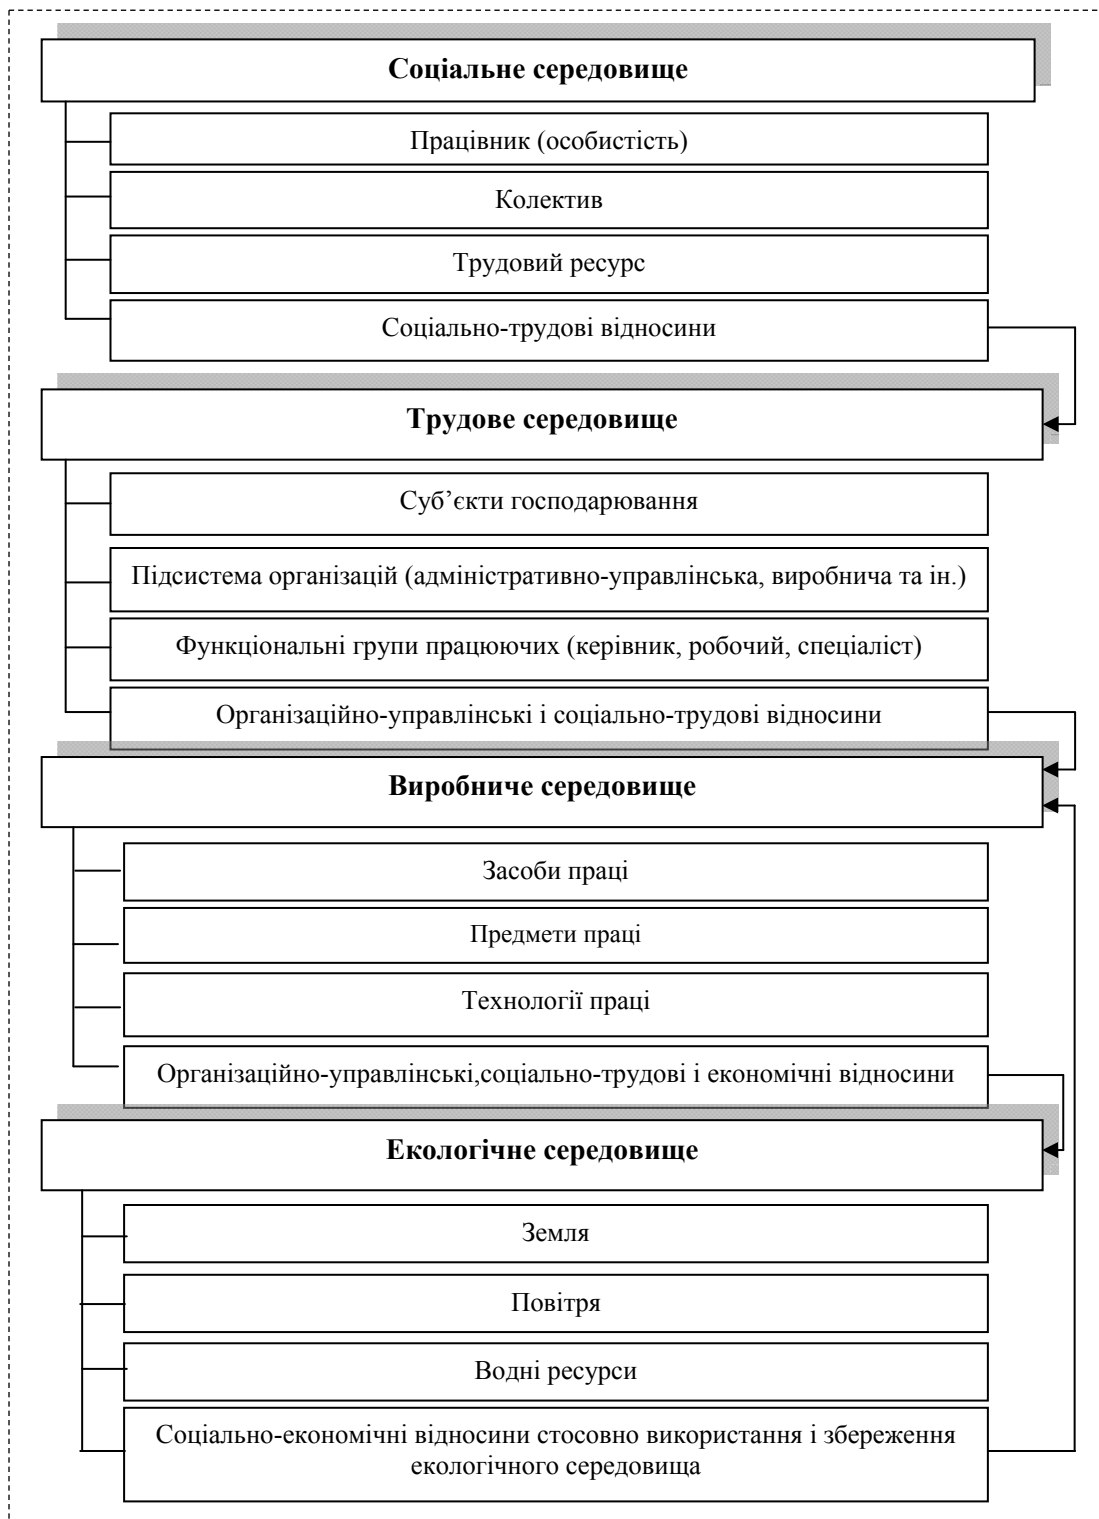 Соціальне середовище
Працівник (особистість)
Колектив
Трудовий ресурс
Соціально-трудові відносини
Трудове середовище
Суб’єкти господарювання
Підсистема організацій (адміністративно-управлінська, виробнича та ін.)
Функціональні групи працюючих (керівник, робочий, спеціаліст)
Організаційно-управлінські і соціально-трудові відносини
Виробниче середовище
Засоби праці
Предмети праці
Технології праці
Організаційно-управлінські,соціально-трудові і економічні відносини
Екологічне середовище
Земля
Повітря
Водні ресурси
Соціально-економічні відносини стосовно використання і збереження
екологічного середовища